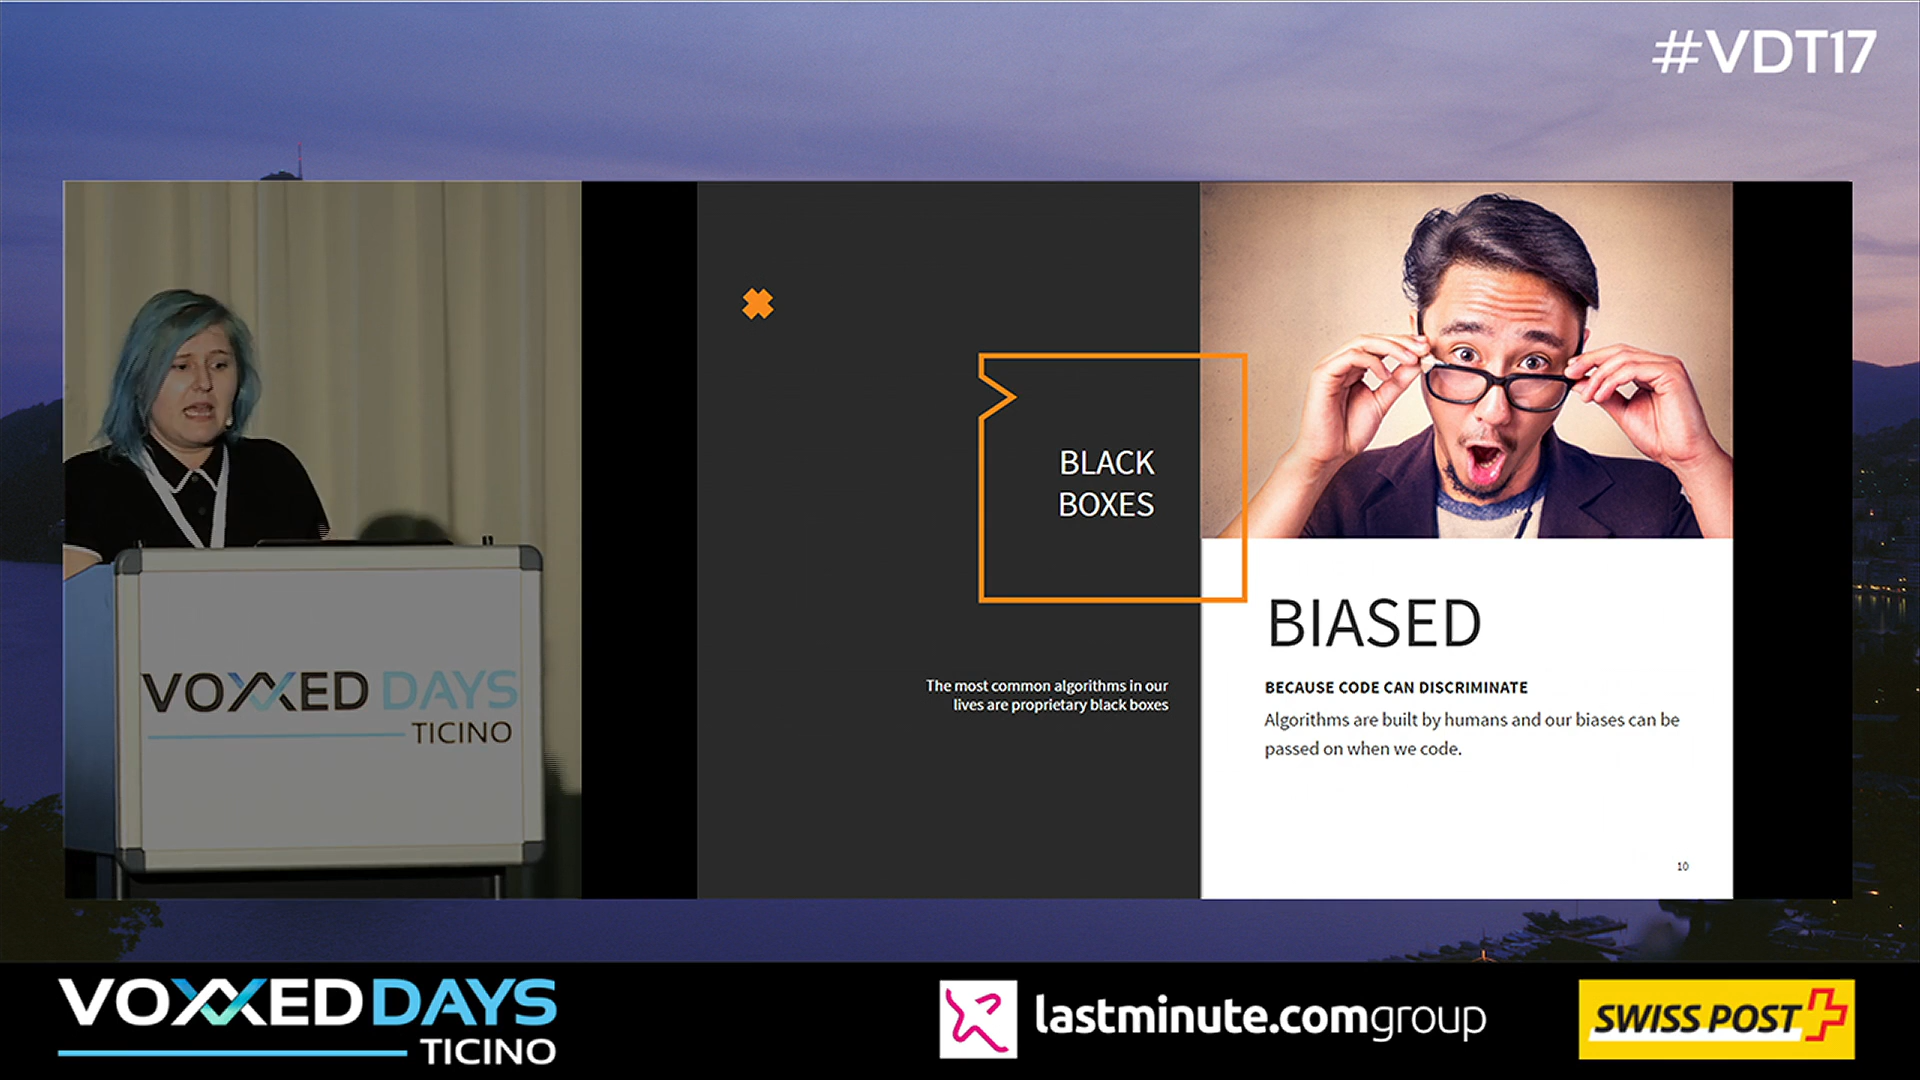 #VDT17
BLACK
BOXES
The most common algorithms in our
lives are proprietary black boxes
BIASED
BECAUSE CODE CAN DISCRIMINATE
Algorithms are built by humans and our biases can be
passed on when we code.
10
VOXXED DAYS
TICINO
VOXXED DAYS
TICINO
lastminute.comgroup
SWISS POST